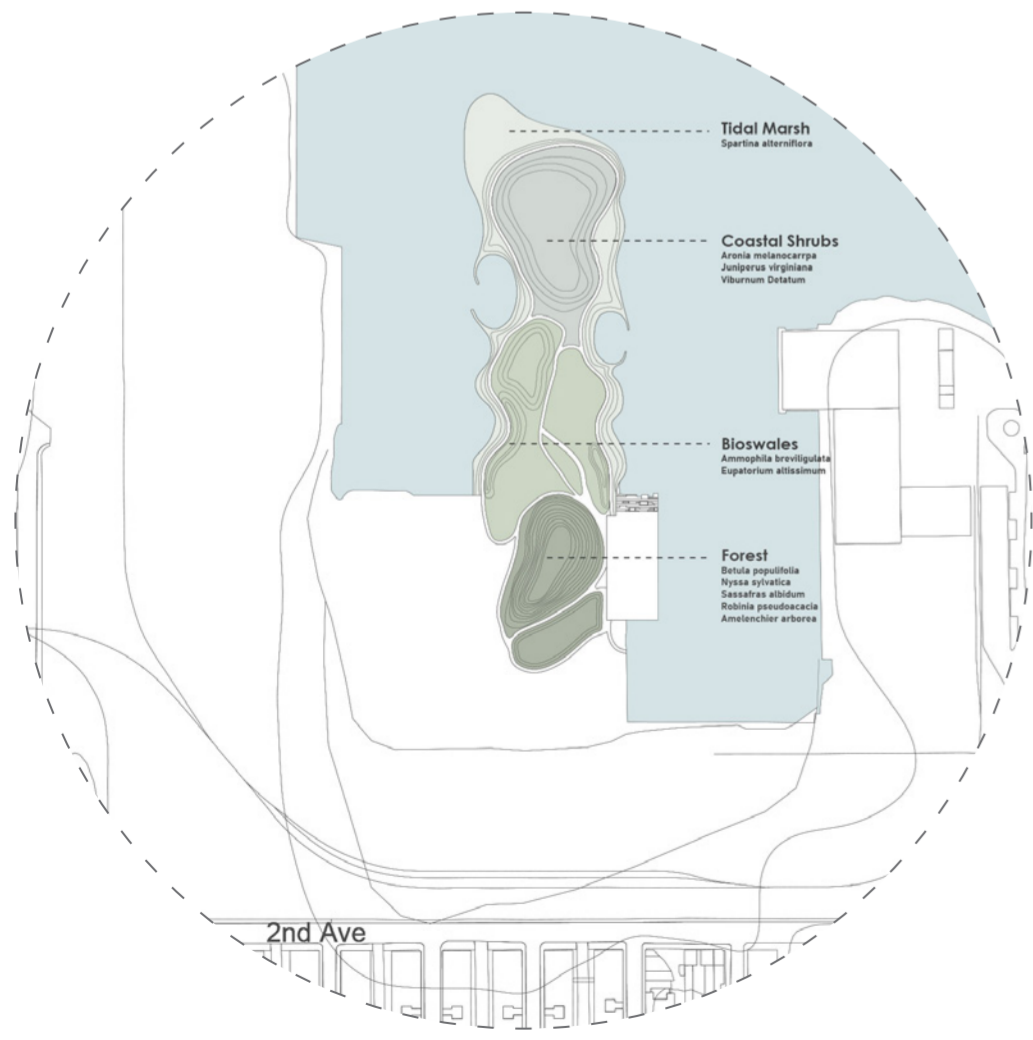 Tidal Marsh
Spartina alterniflora
Coastal Shrubs
Aronia melanocarrpa
Juniperus virginiana
Viburnum Detatum
Bioswales
Ammophila breviligulata
Eupatorium altissimum
Forest
Betula populifolia
Nyssa sylvatica
Sassafras albidum
Robinia pseudoacacia
Amelenchier arborea
2nd Ave